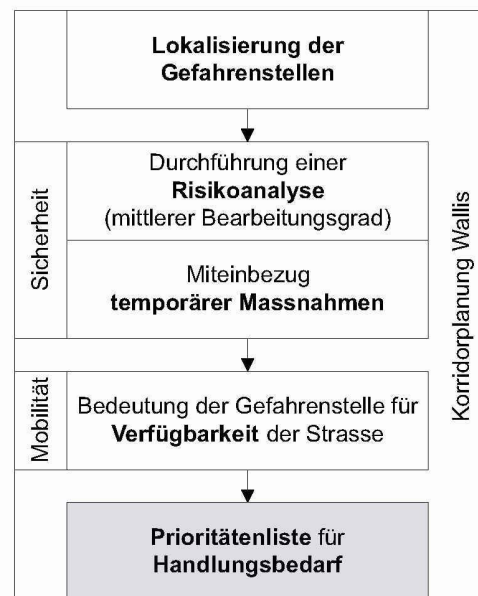 Lokalisierung der
Gefahrenstellen
Sicherheit
Durchführung einer
Risikoanalyse
(mittlerer Bearbeitungsgrad)
Miteinbezug
temporärer Massnahmen
Mobilität
Bedeutung der Gefahrenstelle für
Verfügbarkeit der Strasse
Prioritätenliste für
Handlungsbedarf
Korridorplanung Wallis